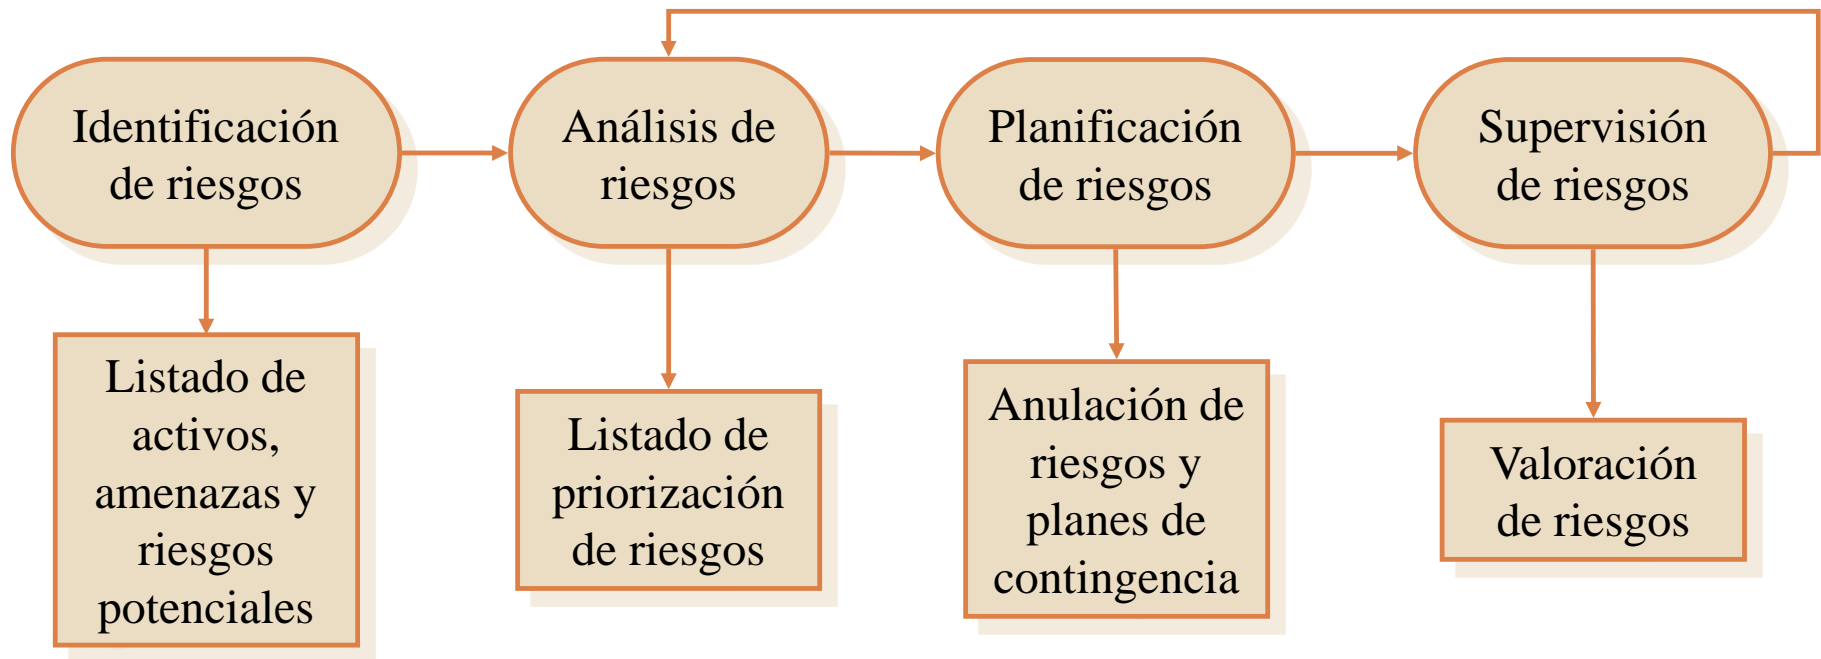 Identificación
de riesgos
Análisis de
riesgos
Planificación
de riesgos
Supervisión
de riesgos
Listado de
activos,
amenazas y
riesgos
potenciales
Listado de
priorización
de riesgos
Anulación de
riesgos y
planes de
contingencia
Valoración
de riesgos